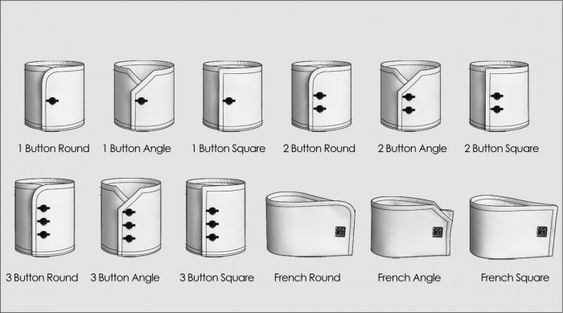 1 Button Round
1 Button Angle
1 Button Square
2 Button Round
2 Button Angle
2 Button Square
3 Button Round
3 Button Angle
3 Button Square
French Round
French Angle
French Square